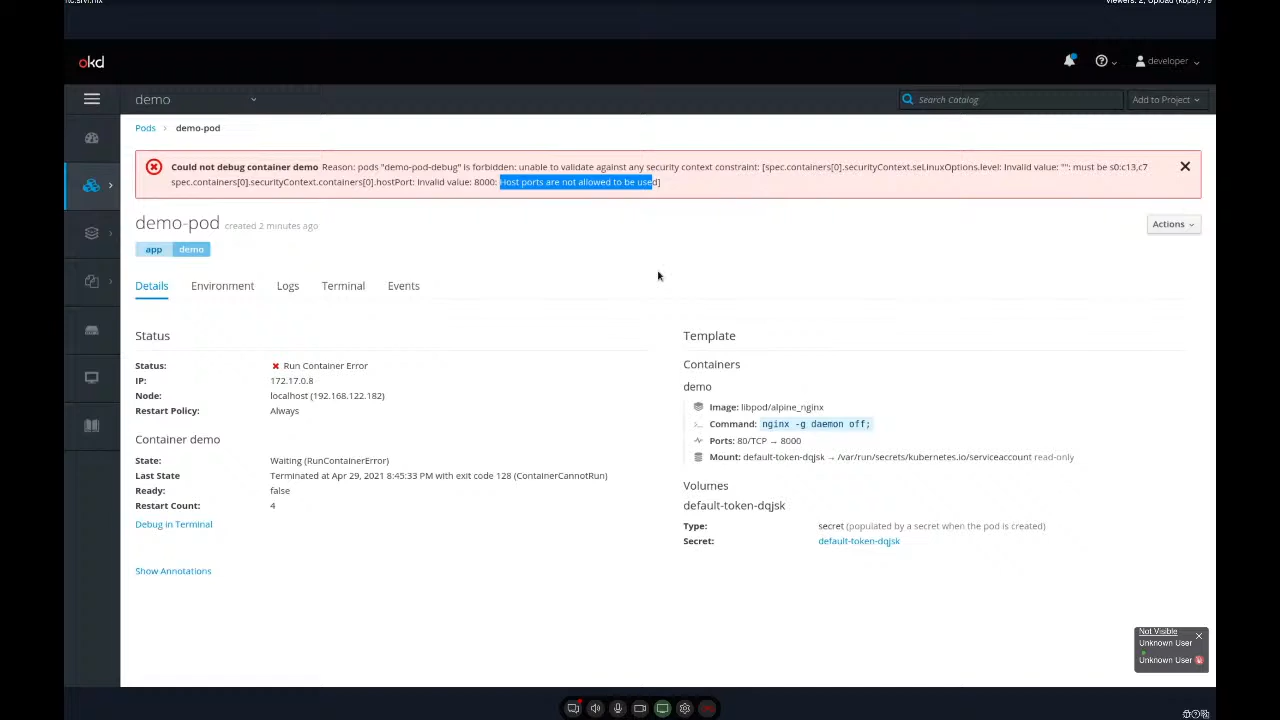 okd
developer
demo
Search Catalog
Add to Project
Pods
demo-pod
Could not debug container demo Reason: pods "demo-pod-debug" is forbidden: unable to validate against any security context constraint: [spec.containers[0].securityContext.seLinuxOptions.level: Invalid value: "": must be s0:c13,c7
spec.containers[0].securityContext.containers[0].hostPort: Invalid value: 8000: Host ports are not allowed to be used]
demo-pod created 2 minutes ago
Actions
app demo
Details Environment Logs Terminal Events
Status
Status: Run Container Error
IP: 172.17.0.8
Node: localhost (192.168.122.182)
Restart Policy: Always
Container demo
State: Waiting (RunContainerError)
Last State Terminated at Apr 29, 2021 8:45:33 PM with exit code 128 (ContainerCannotRun)
Ready: false
Restart Count: 4
Debug in Terminal
Show Annotations
Template
Containers
demo
Image: libpod/alpine_nginx
Command: nginx -g daemon off;
Ports: 80/TCP → 8000
Mount: default-token-dqjsk → /var/run/secrets/kubernetes.io/serviceaccount read-only
Volumes
default-token-dqjsk
Type: secret (populated by a secret when the pod is created)
Secret: default-token-dqjsk
Not Visible
Unknown User
Unknown User